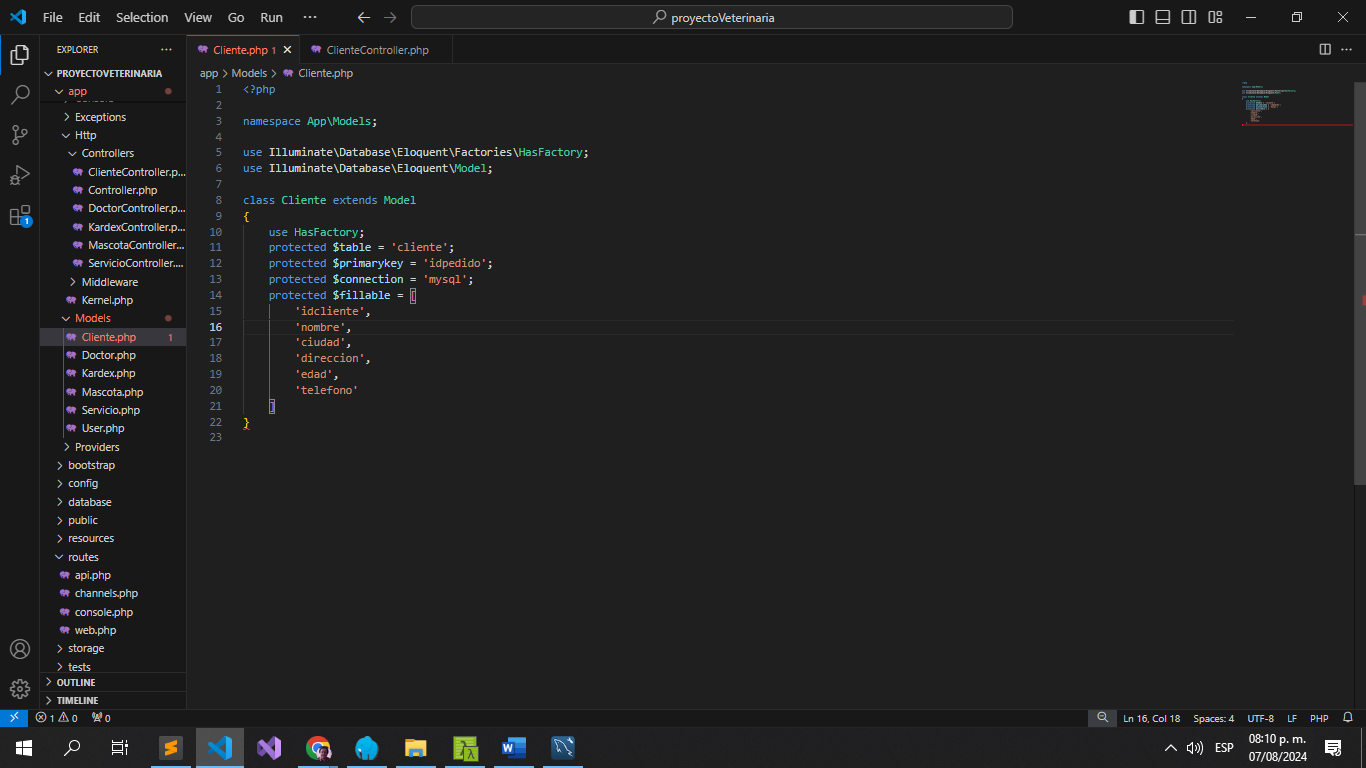 File Edit Selection View Go Run ··· proyectoVeterinaria
EXPLORER ···
PROYECTOVETERINARIA
app
Exceptions
Http
Controllers
ClienteController.p...
Controller.php
DoctorController.p...
KardexController.p...
MascotaController...
ServicioController....
Middleware
Kernel.php
Models
Cliente.php 1
Doctor.php
Kardex.php
Mascota.php
Servicio.php
User.php
Providers
bootstrap
config
database
public
resources
routes
api.php
channels.php
console.php
web.php
storage
tests
OUTLINE
TIMELINE
1
Cliente.php 1 ClienteController.php
app > Models > Cliente.php
1 <?php
2
3 namespace App\Models;
4
5 use Illuminate\Database\Eloquent\Factories\HasFactory;
6 use Illuminate\Database\Eloquent\Model;
7
8 class Cliente extends Model
9 {
10 use HasFactory;
11 protected $table = 'cliente';
12 protected $primarykey = 'idpedido';
13 protected $connection = 'mysql';
14 protected $fillable = [
15 'idcliente',
16 'nombre',
17 'ciudad',
18 'direccion',
19 'edad',
20 'telefono'
21 ]
22 }
23
1 0 0 Ln 16, Col 18 Spaces: 4 UTF-8 LF PHP
ESP 08:10 p. m.
07/08/2024